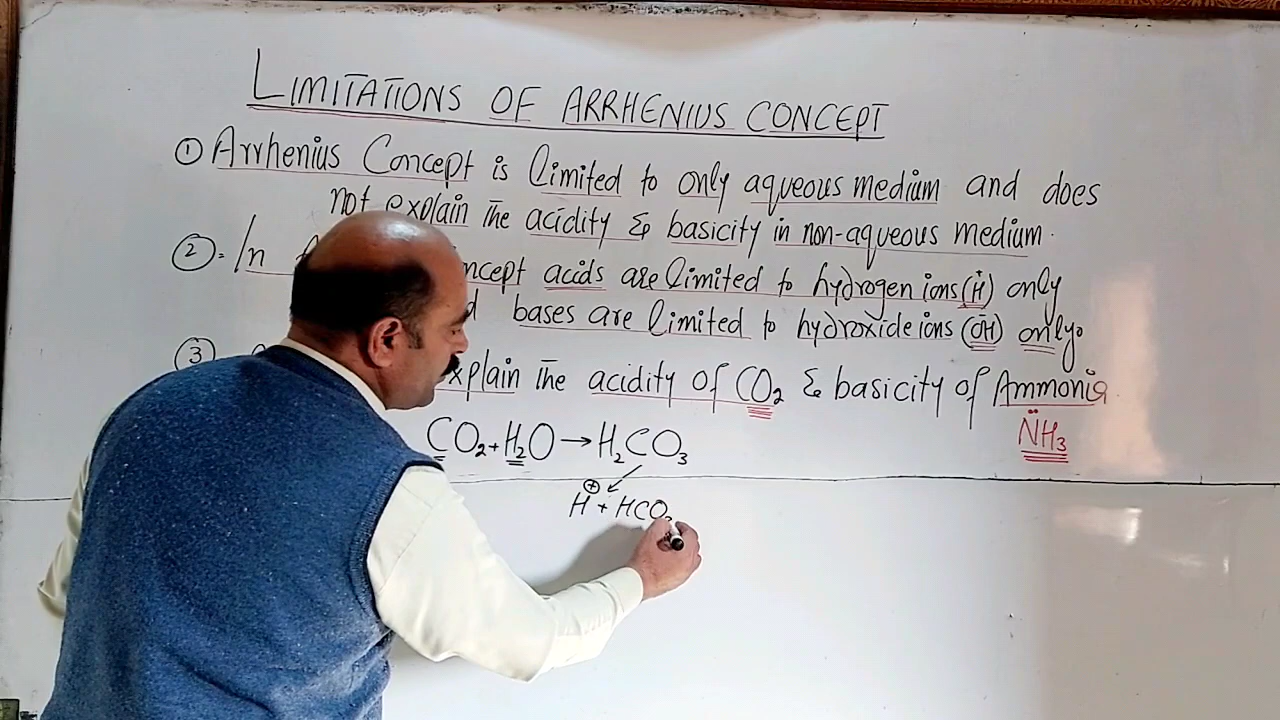 LIMITATIONS OF ARRHENIUS CONCEPT
① Arrhenius Concept is limited to only aqueous medium and does
not explain the acidity & basicity in non-aqueous medium.
② In acids are limited to hydrogen ions (H⁺) only
bases are limited to hydroxide ions (OH⁻) only.
③ the acidity of CO₂ & basicity of Ammonia
N̈H₃
CO₂ + H₂O → H₂CO₃
H⊕ + HCO₃